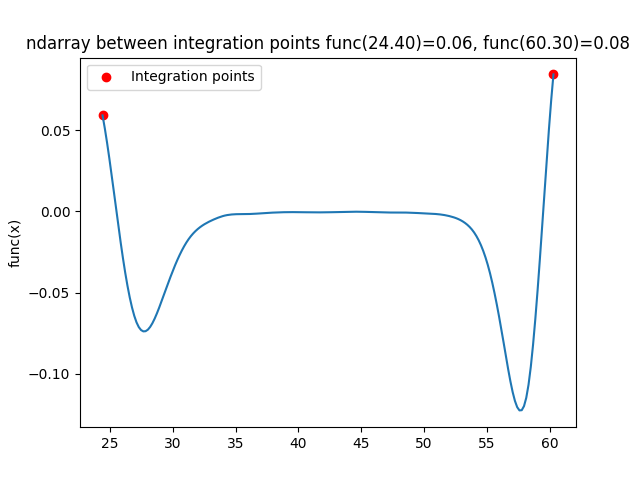 ndarray between integration points func(24.40)=0.06, func(60.30)=0.08
Integration points
func(x)
0.05
0.00
−0.05
−0.10
25 30 35 40 45 50 55 60